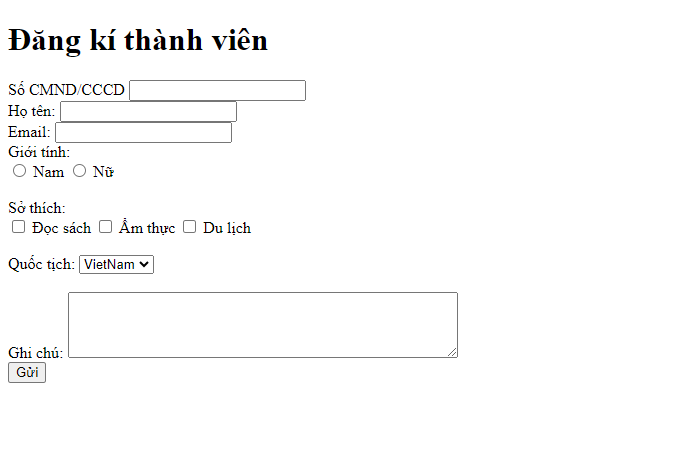 Đăng kí thành viên
Số CMND/CCCD
Họ tên:
Email:
Giới tính:
Nam Nữ
Sở thích:
Đọc sách Ẩm thực Du lịch
Quốc tịch: VietNam
Ghi chú:
Gửi